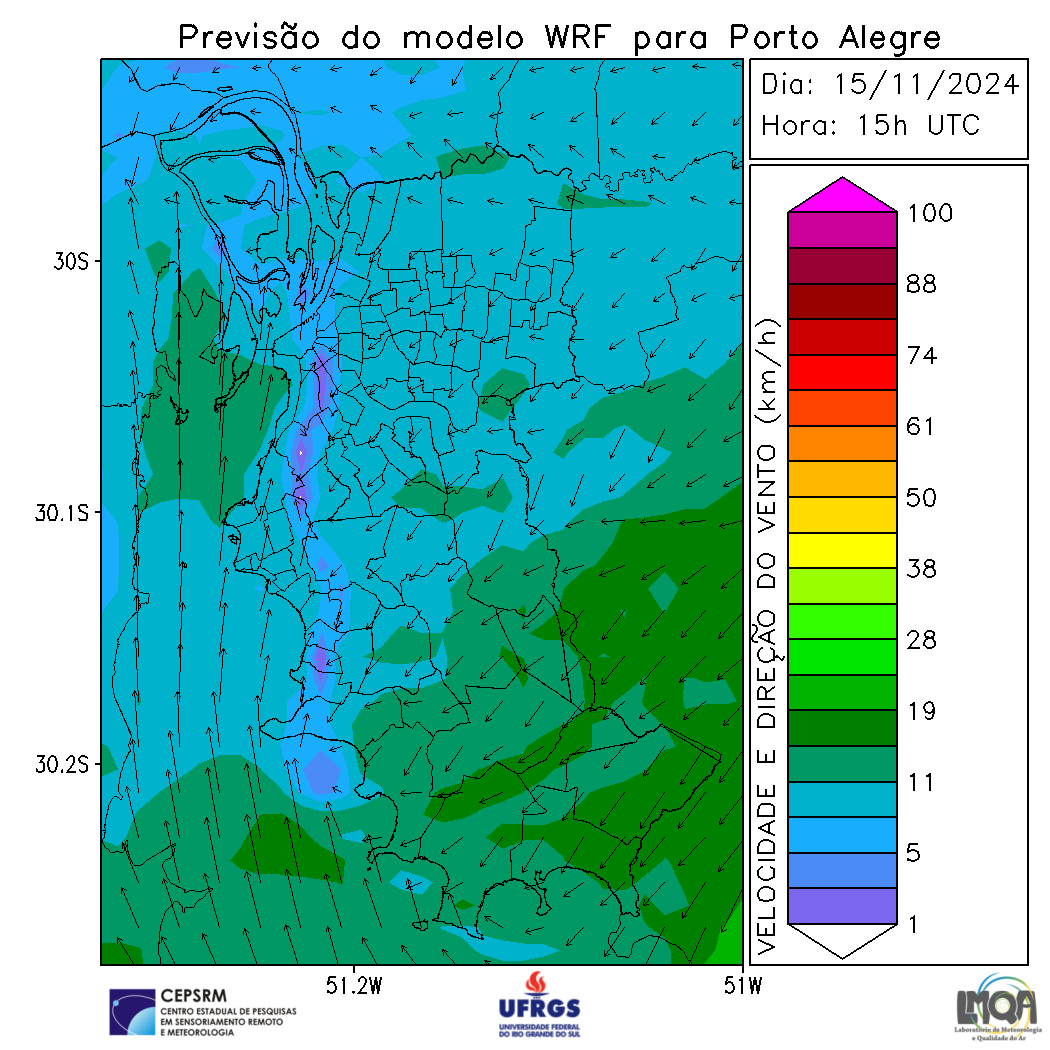 Previsão do modelo WRF para Porto Alegre
Dia: 15/11/2024
Hora: 15h UTC
30S
30.1S
30.2S
51.2W
51W
VELOCIDADE E DIREÇÃO DO VENTO (km/h)
100
88
74
61
50
38
28
19
11
5
1
CEPSRM
CENTRO ESTADUAL DE PESQUISAS
EM SENSORIAMENTO REMOTO
E METEOROLOGIA
UFRGS
UNIVERSIDADE FEDERAL
DO RIO GRANDE DO SUL
LMQA
Laboratório de Meteorologia
e Qualidade do Ar